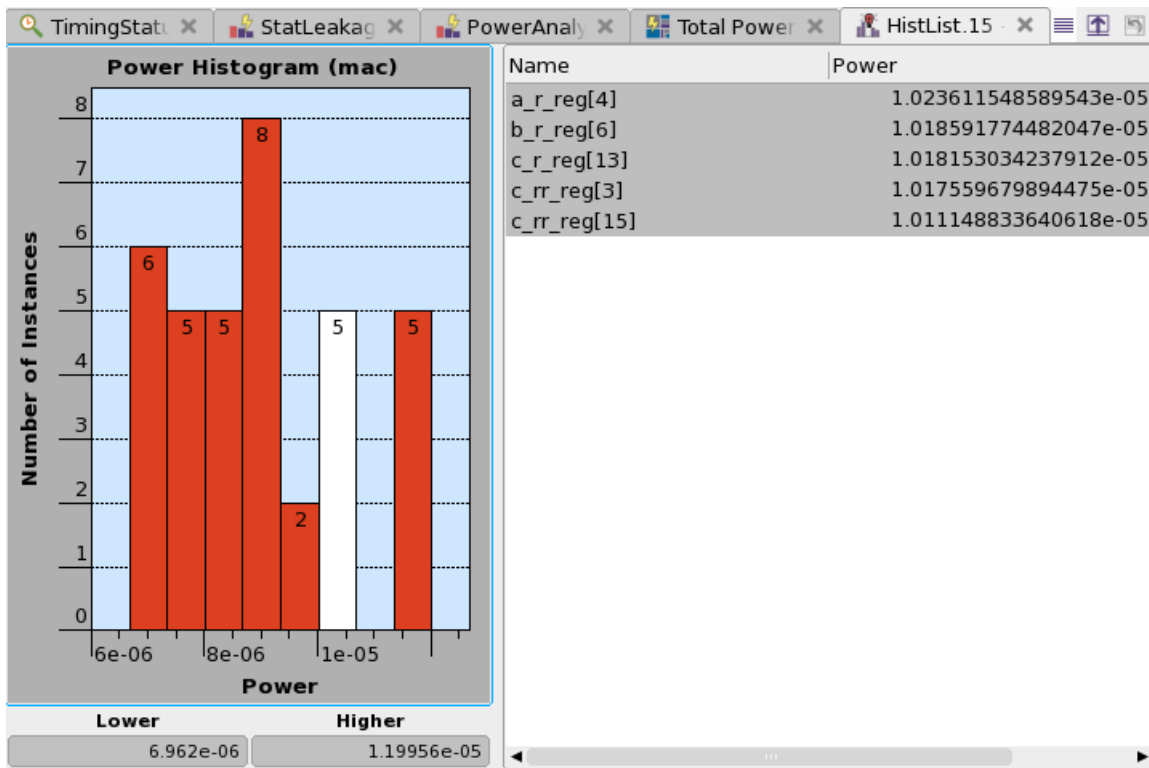 TimingStatu
StatLeakag
PowerAnaly
Total Power
HistList.15 -
Power Histogram (mac)
Number of Instances
8
7
6
5
4
3
2
1
0
6
5
5
8
2
5
5
6e-06
8e-06
1e-05
Power
Lower
Higher
6.962e-06
1.19956e-05
Name
Power
a_r_reg[4]
1.023611548589543e-05
b_r_reg[6]
1.018591774482047e-05
c_r_reg[13]
1.018153034237912e-05
c_rr_reg[3]
1.017559679894475e-05
c_rr_reg[15]
1.011148833640618e-05